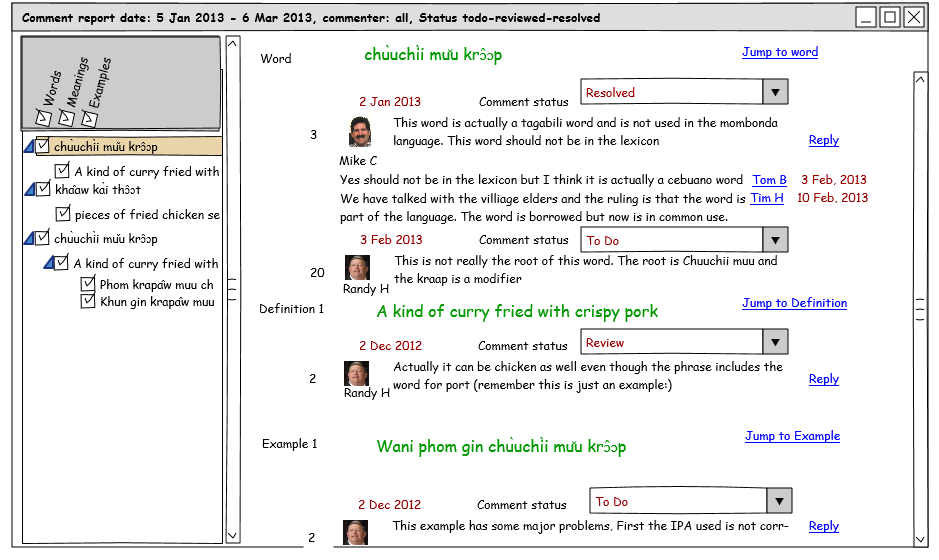 Comment report date: 5 Jan 2013 - 6 Mar 2013, commenter: all, Status todo-reviewed-resolved
Words
Meanings
Examples
chùuchìi mǔu krɔ̂ɔp
A kind of curry fried with
khâaw kài thɔ̂ɔt
pieces of fried chicken se
chùuchìi mǔu krɔ̂ɔp
A kind of curry fried with
Phom krapâw muu ch
Khun gin krapâw muu
Word
chùuchìi mǔu krɔ̂ɔp
Jump to word
2 Jan 2013 Comment status Resolved
3
This word is actually a tagabili word and is not used in the mombonda
language. This word should not be in the lexicon
Reply
Mike C
Yes should not be in the lexicon but I think it is actually a cebuano word Tom B 3 Feb, 2013
We have talked with the villiage elders and the ruling is that the word is Tim H 10 Feb, 2013
part of the language. The word is borrowed but now is in common use.
3 Feb 2013 Comment status To Do
20
This is not really the root of this word. The root is Chuuchii muu and
the kraap is a modifier
Randy H
Definition 1
A kind of curry fried with crispy pork
Jump to Definition
2 Dec 2012 Comment status Review
2
Actually it can be chicken as well even though the phrase includes the
word for port (remember this is just an example:)
Reply
Randy H
Example 1
Wani phom gin chùuchìi mǔu krɔ̂ɔp
Jump to Example
2 Dec 2012 Comment status To Do
2
This example has some major problems. First the IPA used is not corr-
Reply